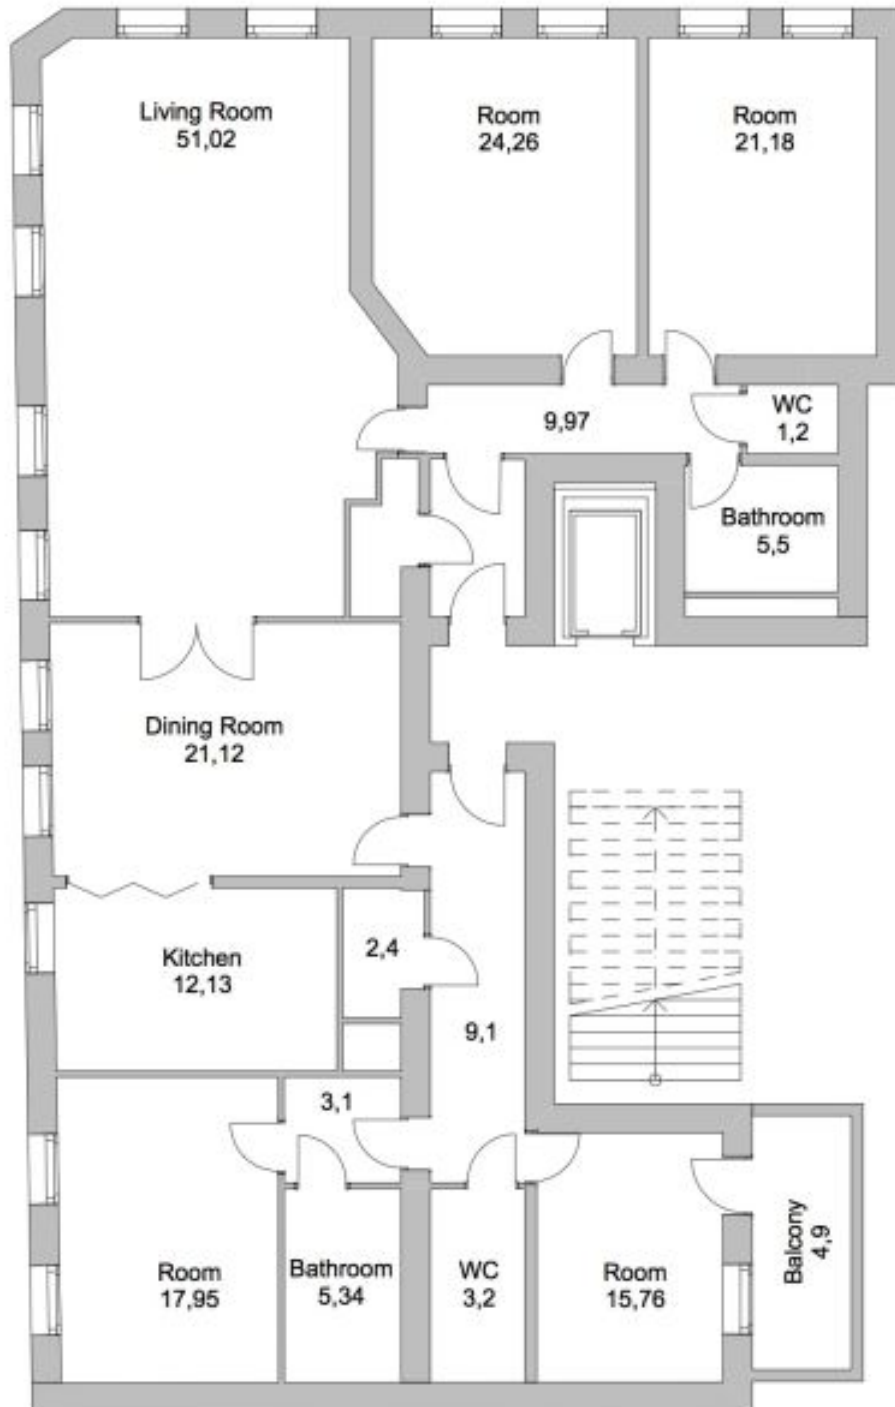 Living Room
51,02
Room
24,26
Room
21,18
9,97
WC
1,2
Bathroom
5,5
Dining Room
21,12
Kitchen
12,13
2,4
9,1
3,1
Room
17,95
Bathroom
5,34
WC
3,2
Room
15,76
Balcony
4,9